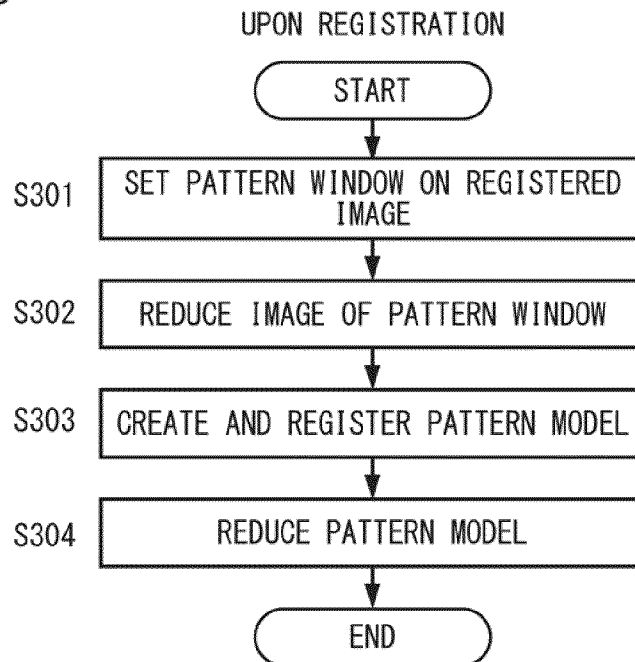 UPON REGISTRATION
START
S301
SET PATTERN WINDOW ON REGISTERED
IMAGE
S302
REDUCE IMAGE OF PATTERN WINDOW
S303
CREATE AND REGISTER PATTERN MODEL
S304
REDUCE PATTERN MODEL
END